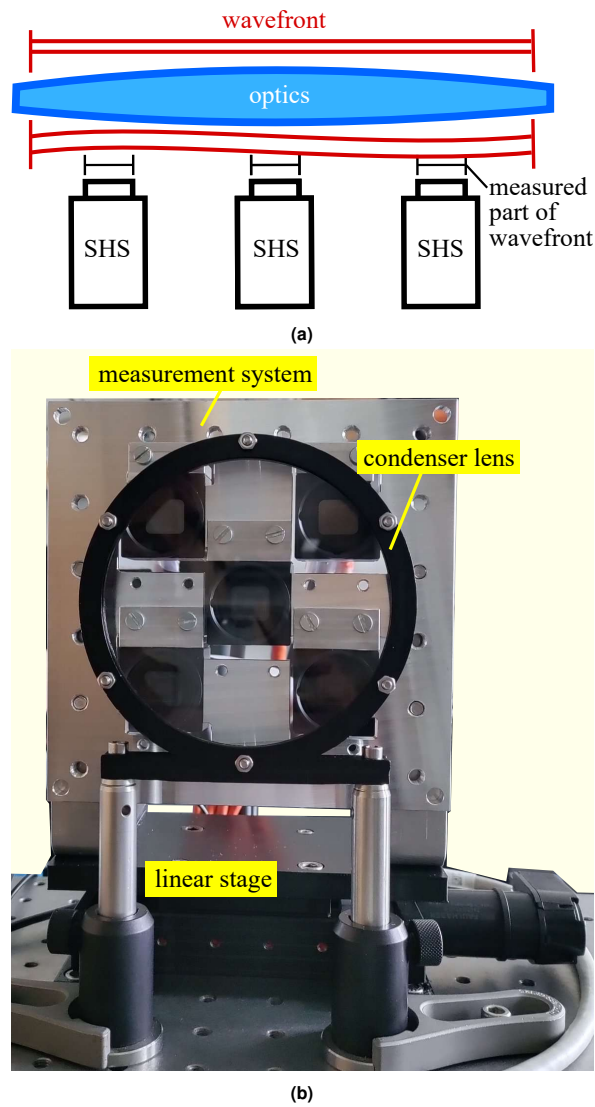 wavefront
optics
SHS
SHS
SHS
measured
part of
wavefront
(a)
measurement system
condenser lens
linear stage
(b)